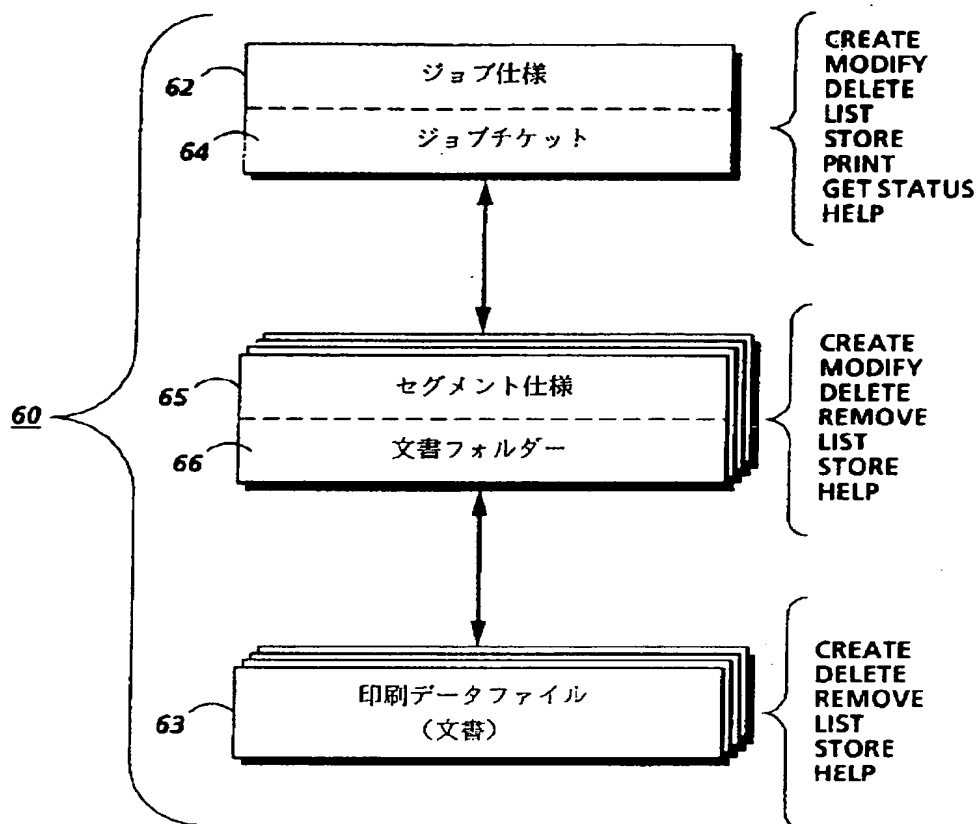 60
62
ジョブ仕様
64
ジョブチケット
CREATE
MODIFY
DELETE
LIST
STORE
PRINT
GET STATUS
HELP
65
セグメント仕様
66
文書フォルダー
CREATE
MODIFY
DELETE
REMOVE
LIST
STORE
HELP
63
印刷データファイル
（文書）
CREATE
DELETE
REMOVE
LIST
STORE
HELP